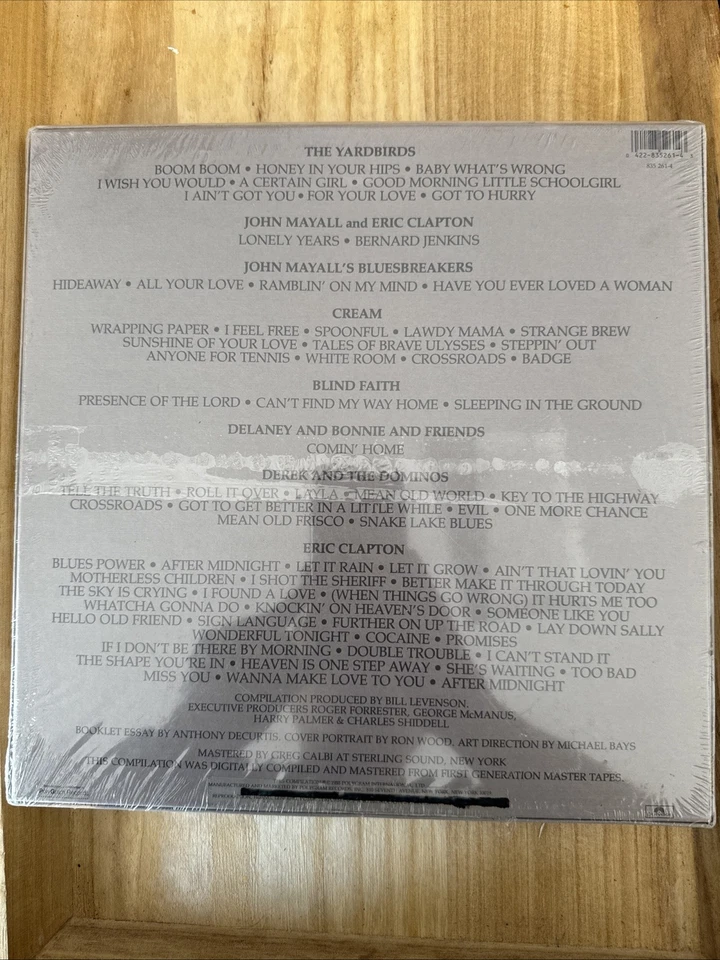 0 422-835261-4
835 261-4
THE YARDBIRDS
BOOM BOOM • HONEY IN YOUR HIPS • BABY WHAT'S WRONG
I WISH YOU WOULD • A CERTAIN GIRL • GOOD MORNING LITTLE SCHOOLGIRL
I AIN'T GOT YOU • FOR YOUR LOVE • GOT TO HURRY
JOHN MAYALL and ERIC CLAPTON
LONELY YEARS • BERNARD JENKINS
JOHN MAYALL'S BLUESBREAKERS
HIDEAWAY • ALL YOUR LOVE • RAMBLIN' ON MY MIND • HAVE YOU EVER LOVED A WOMAN
CREAM
WRAPPING PAPER • I FEEL FREE • SPOONFUL • LAWDY MAMA • STRANGE BREW
SUNSHINE OF YOUR LOVE • TALES OF BRAVE ULYSSES • STEPPIN' OUT
ANYONE FOR TENNIS • WHITE ROOM • CROSSROADS • BADGE
BLIND FAITH
PRESENCE OF THE LORD • CAN'T FIND MY WAY HOME • SLEEPING IN THE GROUND
DELANEY AND BONNIE AND FRIENDS
COMIN' HOME
DEREK AND THE DOMINOS
TELL THE TRUTH • ROLL IT OVER • LAYLA • MEAN OLD WORLD • KEY TO THE HIGHWAY
CROSSROADS • GOT TO GET BETTER IN A LITTLE WHILE • EVIL • ONE MORE CHANCE
MEAN OLD FRISCO • SNAKE LAKE BLUES
ERIC CLAPTON
BLUES POWER • AFTER MIDNIGHT • LET IT RAIN • LET IT GROW • AIN'T THAT LOVIN' YOU
MOTHERLESS CHILDREN • I SHOT THE SHERIFF • BETTER MAKE IT THROUGH TODAY
THE SKY IS CRYING • I FOUND A LOVE • (WHEN THINGS GO WRONG) IT HURTS ME TOO
WHATCHA GONNA DO • KNOCKIN' ON HEAVEN'S DOOR • SOMEONE LIKE YOU
HELLO OLD FRIEND • SIGN LANGUAGE • FURTHER ON UP THE ROAD • LAY DOWN SALLY
WONDERFUL TONIGHT • COCAINE • PROMISES
IF I DON'T BE THERE BY MORNING • DOUBLE TROUBLE • I CAN'T STAND IT
THE SHAPE YOU'RE IN • HEAVEN IS ONE STEP AWAY • SHE'S WAITING • TOO BAD
MISS YOU • WANNA MAKE LOVE TO YOU • AFTER MIDNIGHT
COMPILATION PRODUCED BY BILL LEVENSON.
EXECUTIVE PRODUCERS ROGER FORRESTER, GEORGE McMANUS,
HARRY PALMER & CHARLES SHIDDELL
BOOKLET ESSAY BY ANTHONY DECURTIS. COVER PORTRAIT BY RON WOOD, ART DIRECTION BY MICHAEL BAYS
MASTERED BY GREG CALBI AT STERLING SOUND, NEW YORK
THIS COMPILATION WAS DIGITALLY COMPILED AND MASTERED FROM FIRST GENERATION MASTER TAPES.